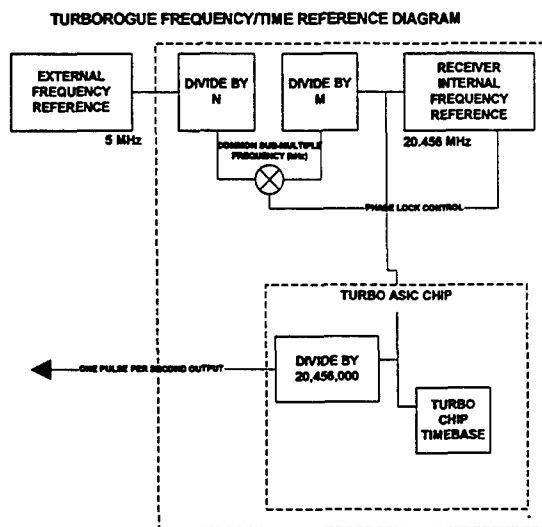 TURBOROGUE FREQUENCY/TIME REFERENCE DIAGRAM
EXTERNAL
FREQUENCY
REFERENCE
5 MHz
DIVIDE BY
N
DIVIDE BY
M
RECEIVER
INTERNAL
FREQUENCY
REFERENCE
20.456 MHz
COMMON SUB-MULTIPLE
FREQUENCY (kHz)
PHASE LOCK CONTROL
TURBO ASIC CHIP
DIVIDE BY
20,456,000
ONE PULSE PER SECOND OUTPUT
TURBO
CHIP
TIMEBASE